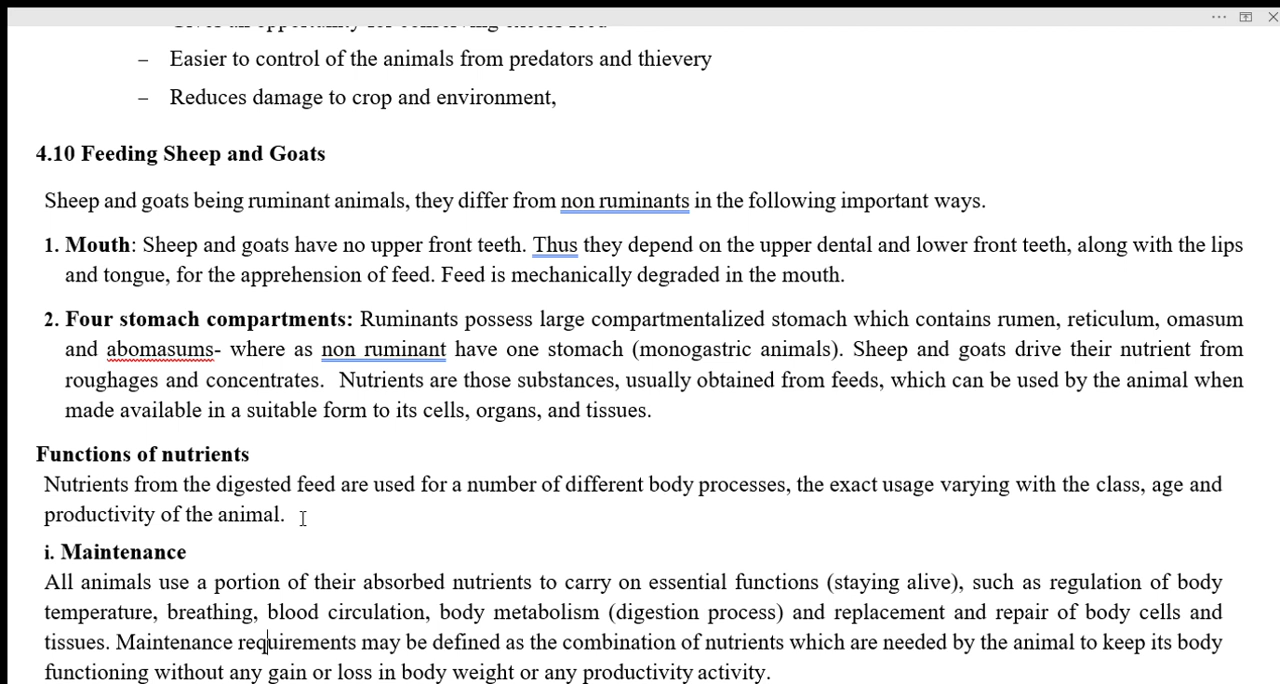 – Easier to control of the animals from predators and thievery
– Reduces damage to crop and environment,
4.10 Feeding Sheep and Goats
Sheep and goats being ruminant animals, they differ from non ruminants in the following important ways.
1. Mouth: Sheep and goats have no upper front teeth. Thus they depend on the upper dental and lower front teeth, along with the lips
and tongue, for the apprehension of feed. Feed is mechanically degraded in the mouth.
2. Four stomach compartments: Ruminants possess large compartmentalized stomach which contains rumen, reticulum, omasum
and abomasums- where as non ruminant have one stomach (monogastric animals). Sheep and goats drive their nutrient from
roughages and concentrates. Nutrients are those substances, usually obtained from feeds, which can be used by the animal when
made available in a suitable form to its cells, organs, and tissues.
Functions of nutrients
Nutrients from the digested feed are used for a number of different body processes, the exact usage varying with the class, age and
productivity of the animal.
i. Maintenance
All animals use a portion of their absorbed nutrients to carry on essential functions (staying alive), such as regulation of body
temperature, breathing, blood circulation, body metabolism (digestion process) and replacement and repair of body cells and
tissues. Maintenance requirements may be defined as the combination of nutrients which are needed by the animal to keep its body
functioning without any gain or loss in body weight or any productivity activity.